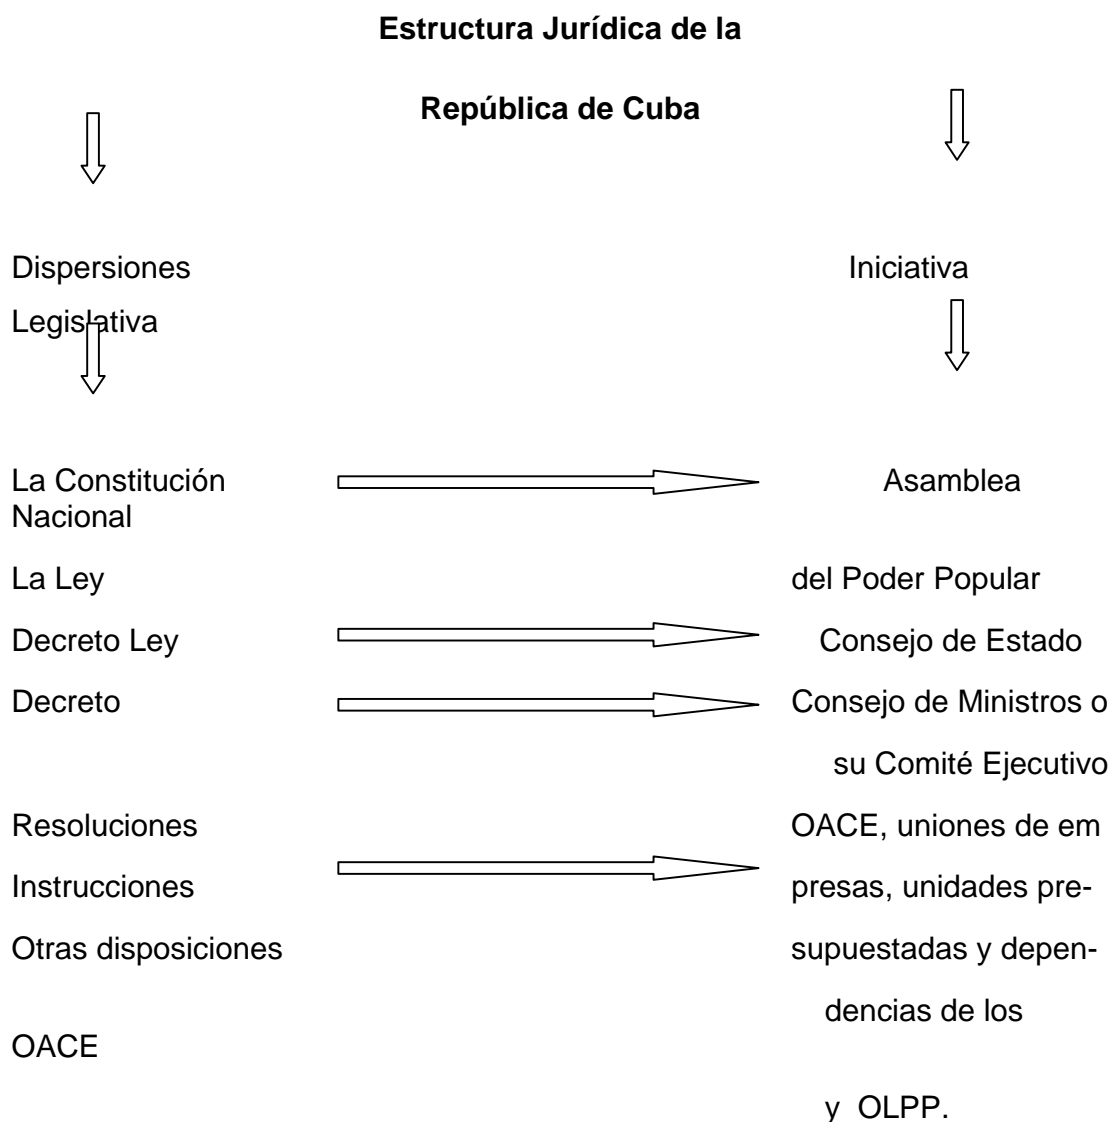 Estructura Jurídica de la
República de Cuba
Dispersiones Iniciativa
Legislativa
La Constitución Asamblea
Nacional
La Ley del Poder Popular
Decreto Ley Consejo de Estado
Decreto Consejo de Ministros o
su Comité Ejecutivo
Resoluciones OACE, uniones de em
Instrucciones presas, unidades pre-
Otras disposiciones supuestadas y depen-
dencias de los
OACE
y OLPP.